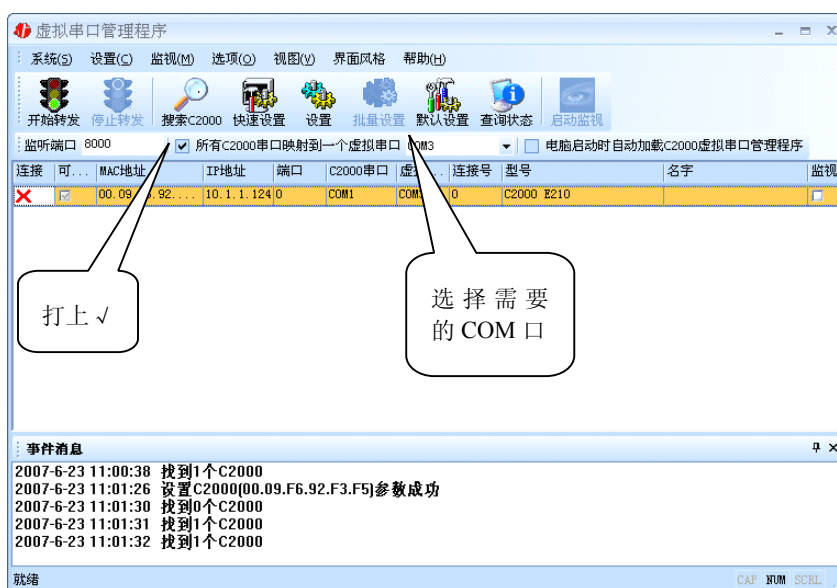 虚拟串口管理程序
系统(S) 设置(C) 监视(M) 选项(O) 视图(V) 界面风格 帮助(H)
开始转发 停止转发 搜索C2000 快速设置 设置 批量设置 默认设置 查询状态 启动监视
监听端口 8000 所有C2000串口映射到一个虚拟串口 COM3 电脑启动时自动加载C2000虚拟串口管理程序
连接 可... MAC地址 IP地址 端口 C2000串口 虚... 连接号 型号 名字 监视
00.09. .92.... 10.1.1.124 0 COM1 0 C2000 E210
打上√
选择需要
的COM口
事件消息
2007-6-23 11:00:38 找到1个C2000
2007-6-23 11:01:26 设置C2000(00.09.F6.92.F3.F5)参数成功
2007-6-23 11:01:30 找到0个C2000
2007-6-23 11:01:31 找到1个C2000
2007-6-23 11:01:32 找到1个C2000
就绪 CAP NUM SCRL